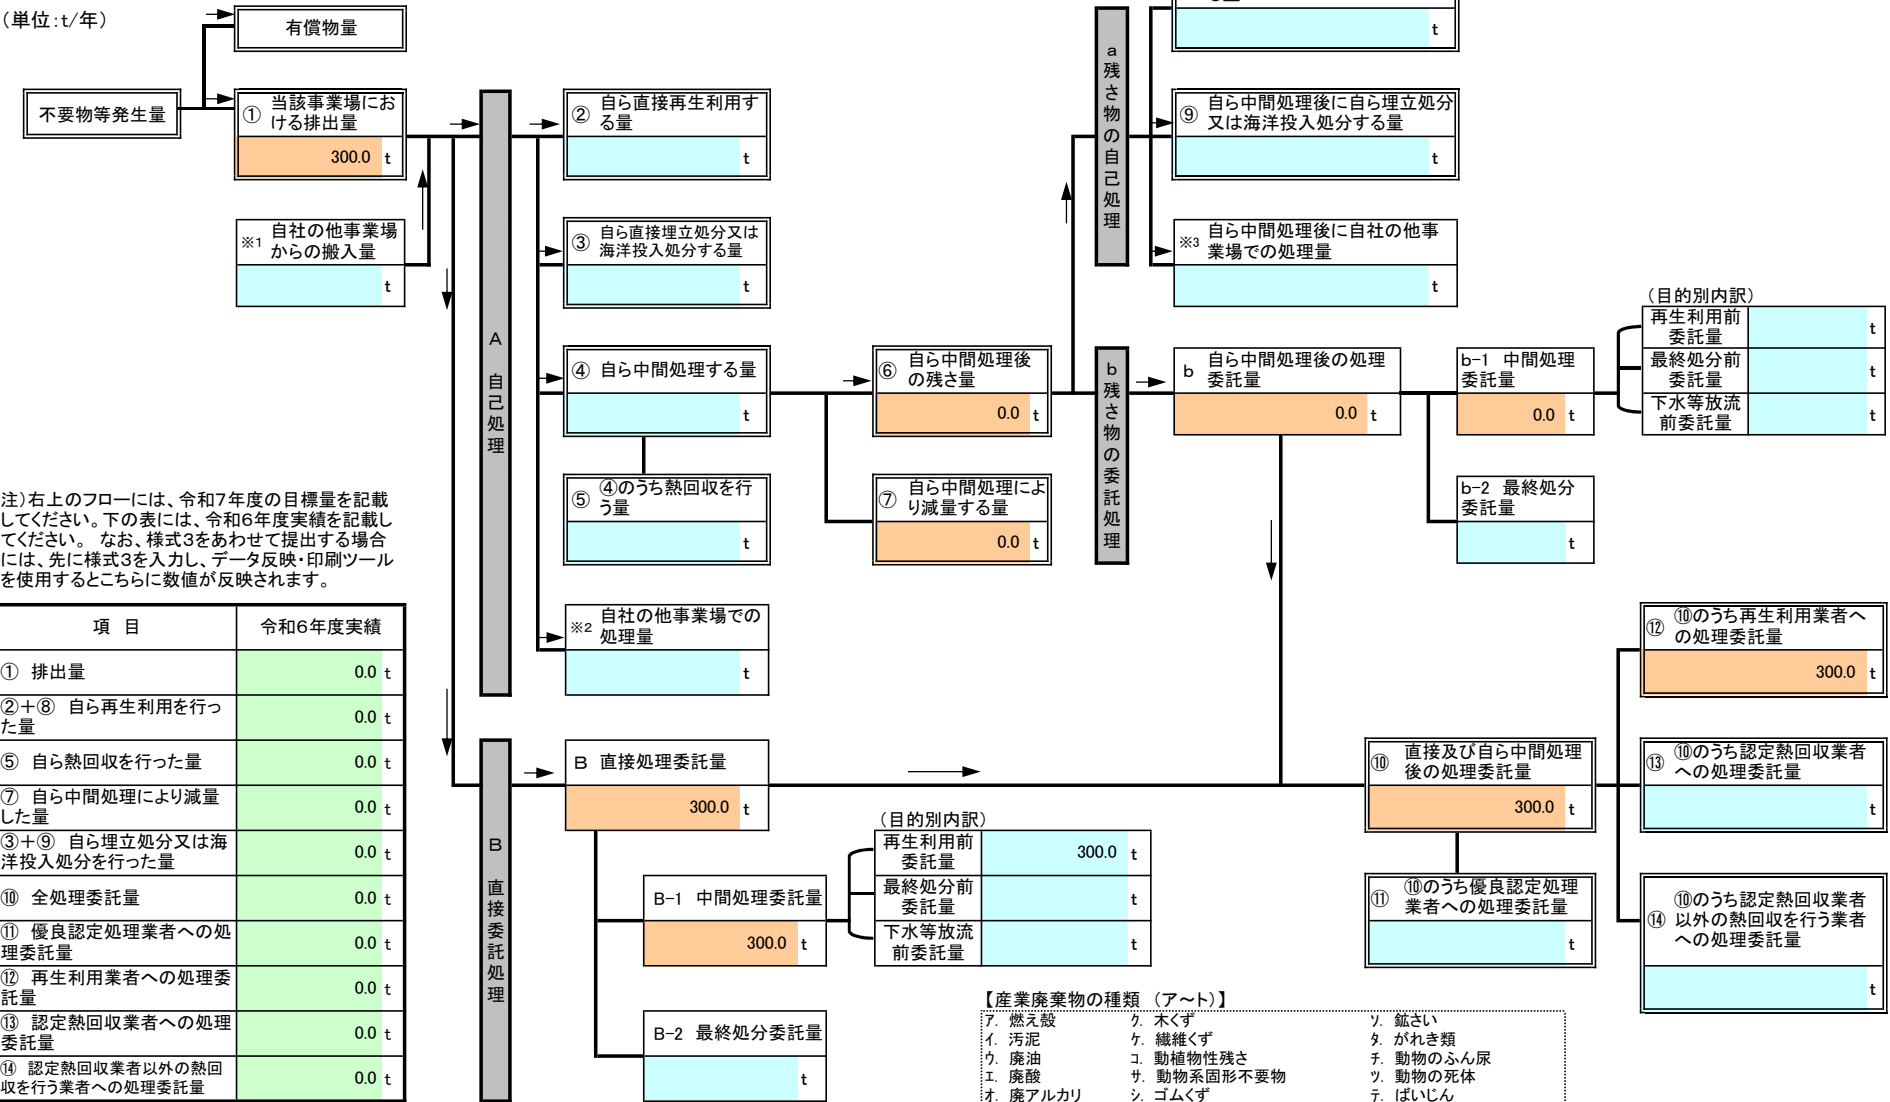 （単位：t/年）
有償物量
不要物等発生量
① 当該事業場にお
ける排出量
300.0 t
※1 自社の他事業場
からの搬入量
t
A 自己処理
② 自ら直接再生利用す
る量
t
③ 自ら直接埋立処分又は
海洋投入処分する量
t
④ 自ら中間処理する量
t
⑤ ④のうち熱回収を行
う量
t
※2 自社の他事業場での
処理量
t
⑥ 自ら中間処理後
の残さ量
0.0 t
⑦ 自ら中間処理によ
り減量する量
0.0 t
a 残さ物の自己処理
t
⑨ 自ら中間処理後に自ら埋立処分
又は海洋投入処分する量
t
※3 自ら中間処理後に自社の他事
業場での処理量
t
b 残さ物の委託処理
b 自ら中間処理後の処理
委託量
0.0 t
b-1 中間処理
委託量
0.0 t
b-2 最終処分
委託量
t
（目的別内訳）
再生利用前
委託量
t
最終処分前
委託量
t
下水等放流
前委託量
t
注）右上のフローには、令和7年度の目標量を記載
してください。下の表には、令和6年度実績を記載し
てください。 なお、様式3をあわせて提出する場合
には、先に様式3を入力し、データ反映・印刷ツール
を使用するとこちらに数値が反映されます。
項 目 令和6年度実績
① 排出量 0.0 t
②＋⑧ 自ら再生利用を行っ
た量 0.0 t
⑤ 自ら熱回収を行った量 0.0 t
⑦ 自ら中間処理により減量
した量 0.0 t
③＋⑨ 自ら埋立処分又は海
洋投入処分を行った量 0.0 t
⑩ 全処理委託量 0.0 t
⑪ 優良認定処理業者への処
理委託量 0.0 t
⑫ 再生利用業者への処理委
託量 0.0 t
⑬ 認定熱回収業者への処理
委託量 0.0 t
⑭ 認定熱回収業者以外の熱回
収を行う業者への処理委託量 0.0 t
B 直接委託処理
B 直接処理委託量
300.0 t
B-1 中間処理委託量
300.0 t
B-2 最終処分委託量
t
（目的別内訳）
再生利用前
委託量
300.0 t
最終処分前
委託量
t
下水等放流
前委託量
t
⑩ 直接及び自ら中間処理
後の処理委託量
300.0 t
⑪ ⑩のうち優良認定処理
業者への処理委託量
t
⑫ ⑩のうち再生利用業者へ
の処理委託量
300.0 t
⑬ ⑩のうち認定熱回収業者
への処理委託量
t
⑭ ⑩のうち認定熱回収業者
以外の熱回収を行う業者
への処理委託量
t
【産業廃棄物の種類 （ア～ト）】
ア. 燃え殻 ク. 木くず ソ. 鉱さい
イ. 汚泥 ケ. 繊維くず タ. がれき類
ウ. 廃油 コ. 動植物性残さ チ. 動物のふん尿
エ. 廃酸 サ. 動物系固形不要物 ツ. 動物の死体
オ. 廃アルカリ シ. ゴムくず テ. ばいじん